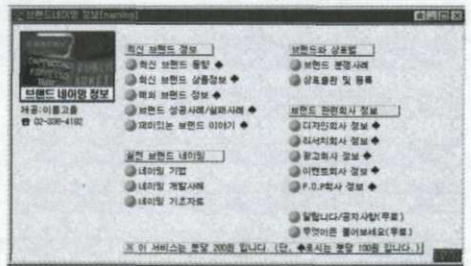 브랜드네이밍 정보(naming)
브랜드 네이밍 정보
제공:이름고을
☎ 02-336-4192
최신 브랜드 정보
최신 브랜드 동향 ♠
최신 브랜드 상품정보 ♠
해외 브랜드 정보 ♠
브랜드 성공사례/실패사례 ♠
재미있는 브랜드 이야기 ♠
실전 브랜드 네이밍
네이밍 기법
네이밍 개발사례
네이밍 기초자료
브랜드와 상표법
브랜드 분쟁사례
상표출원 및 등록
브랜드 관련회사 정보
디자인회사 정보 ♠
리서치회사 정보 ♠
광고회사 정보 ♠
이벤트회사 정보 ♠
P.O.P회사 정보 ♠
알립니다/공지사항(무료)
무엇이든 물어보세요(무료)
※ 이 서비스는 분당 200원 입니다. (단, ♠표시는 분당 100원 입니다.)